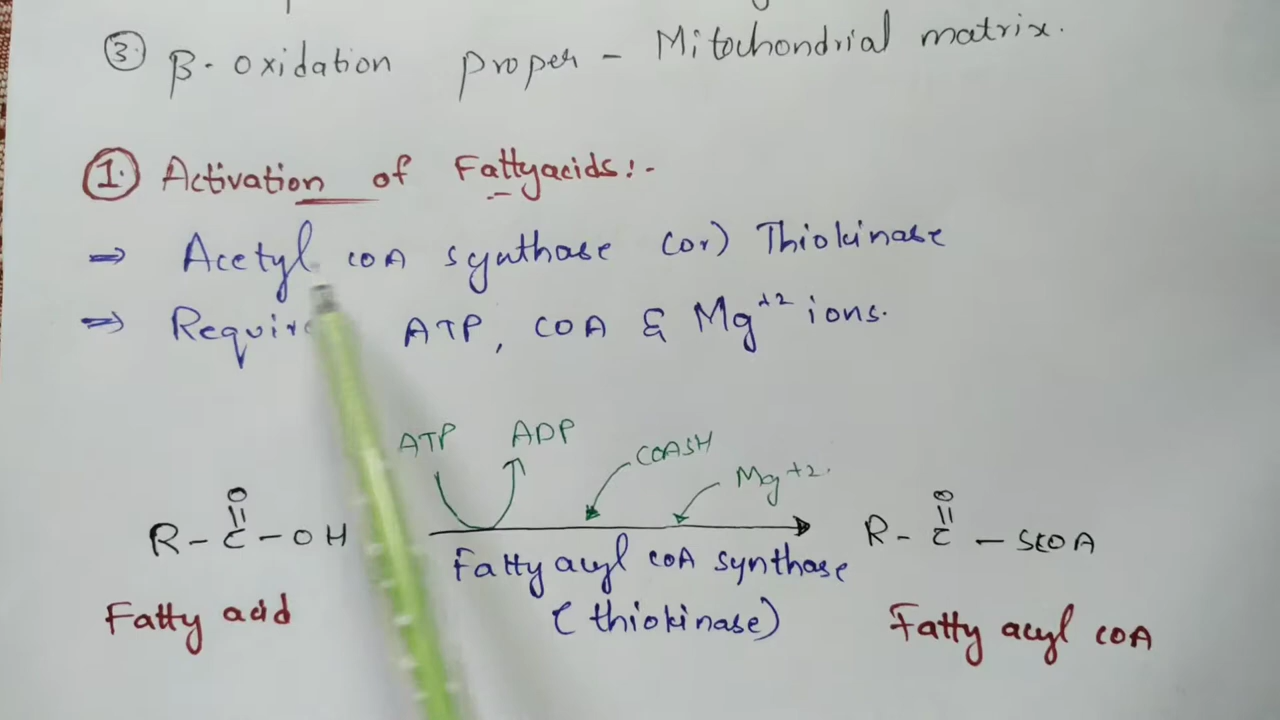 ③ β-oxidation proper - Mitochondrial matrix.
① Activation of Fattyacids:-
⇒ Acetyl COA synthase (or) Thiokinase
⇒ ATP, COA & Mg+2 ions.
ATP ADP COASH Mg+2.
R-C-OH R-C-SCOA
O O
Fatty acyl COA synthase
(thiokinase)
Fatty acid Fatty acyl COA